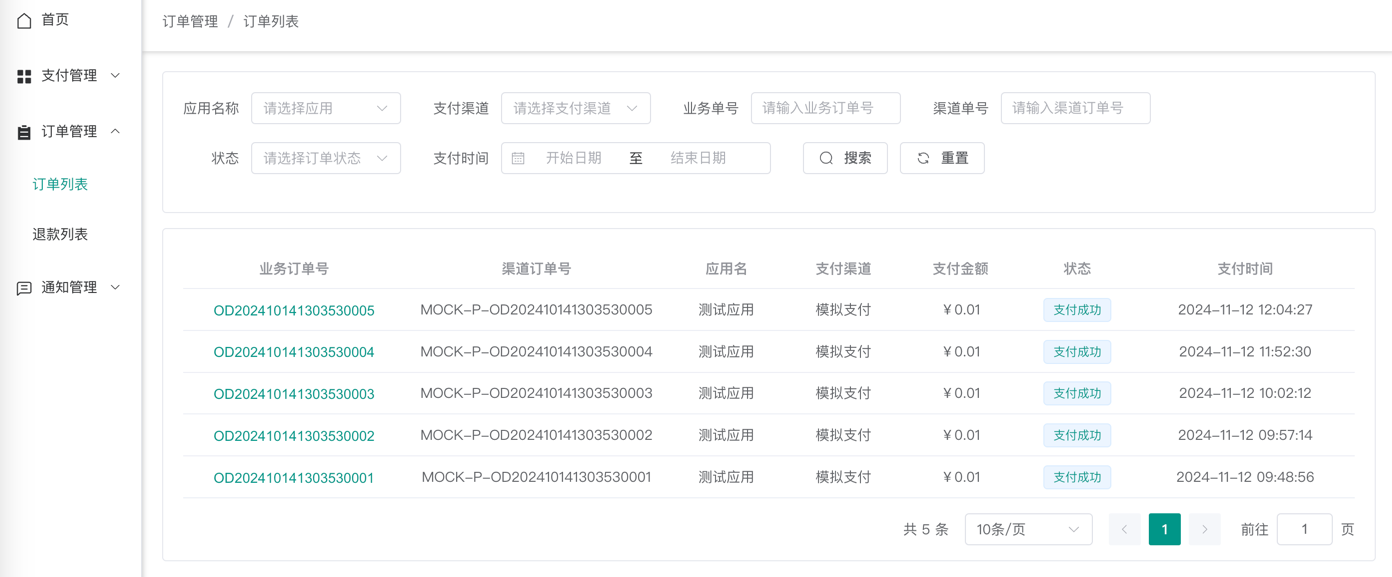 首页
支付管理
订单管理
订单列表
退款列表
通知管理
订单管理 / 订单列表
应用名称 请选择应用 支付渠道 请选择支付渠道 业务单号 请输入业务订单号 渠道单号 请输入渠道订单号
状态 请选择订单状态 支付时间 开始日期 至 结束日期 搜索 重置
业务订单号 渠道订单号 应用名 支付渠道 支付金额 状态 支付时间
OD202410141303530005 MOCK-P-OD202410141303530005 测试应用 模拟支付 ¥0.01 支付成功 2024-11-12 12:04:27
OD202410141303530004 MOCK-P-OD202410141303530004 测试应用 模拟支付 ¥0.01 支付成功 2024-11-12 11:52:30
OD202410141303530003 MOCK-P-OD202410141303530003 测试应用 模拟支付 ¥0.01 支付成功 2024-11-12 10:02:12
OD202410141303530002 MOCK-P-OD202410141303530002 测试应用 模拟支付 ¥0.01 支付成功 2024-11-12 09:57:14
OD202410141303530001 MOCK-P-OD202410141303530001 测试应用 模拟支付 ¥0.01 支付成功 2024-11-12 09:48:56
共 5 条 10条/页 1 前往 1 页